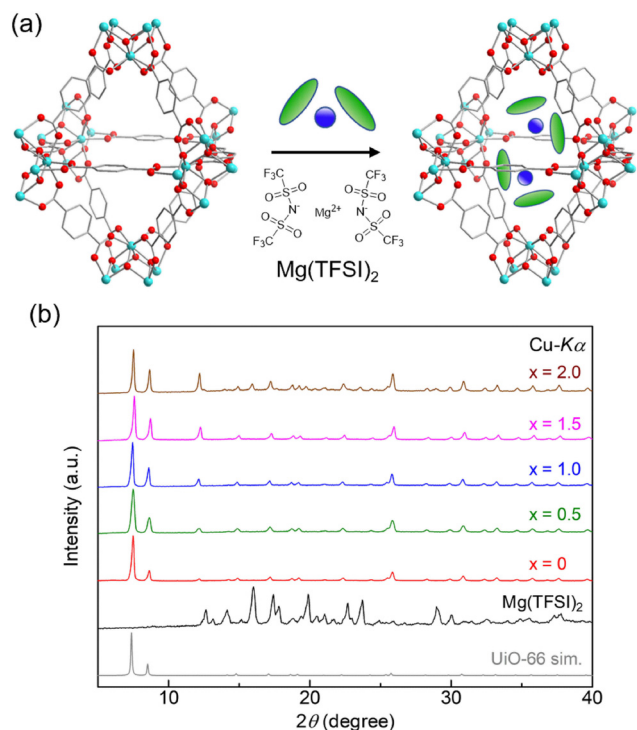 (a)
F₃C
CF₃
O=S=O
O=S=O
N⁻
Mg²⁺
N
O=S=O
O=S=O
F₃C
CF₃
Mg(TFSI)₂
(b)
Cu-Kα
x = 2.0
x = 1.5
x = 1.0
x = 0.5
x = 0
Mg(TFSI)₂
UiO-66 sim.
Intensity (a.u.)
10 20 30 40
2θ (degree)